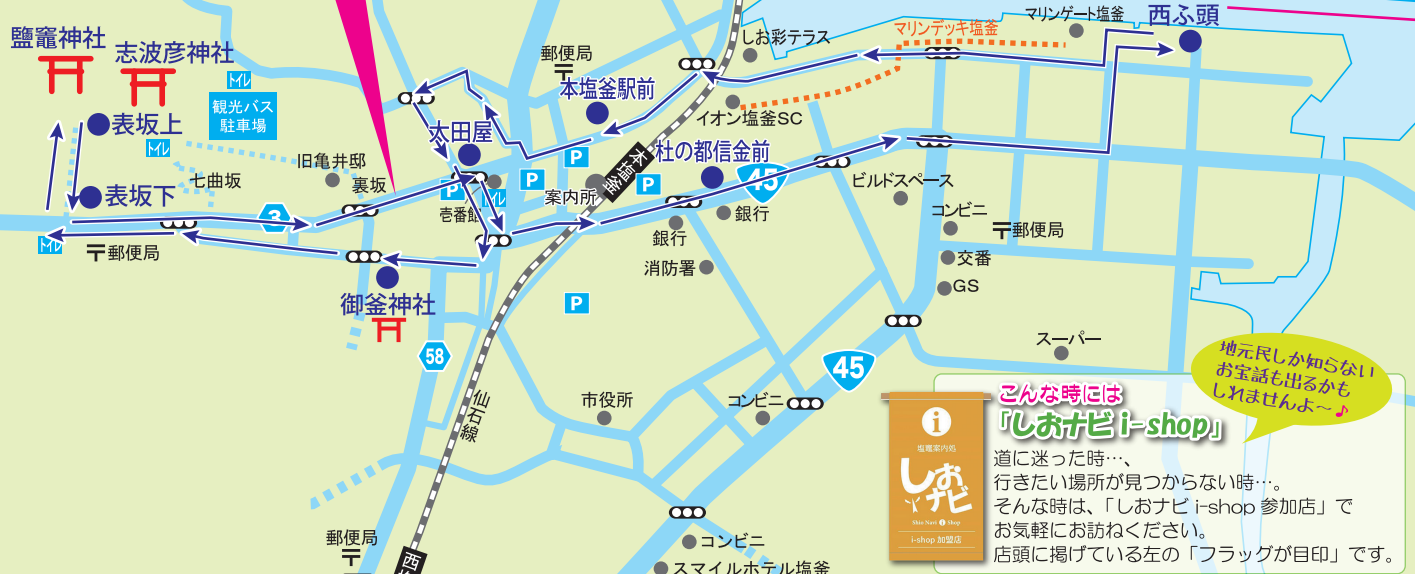 鹽竈神社
志波彦神社
トイレ
観光バス
駐車場
表坂上
トイレ
七曲坂
旧亀井邸
裏坂
表坂下
トイレ
〒郵便局
3
御釜神社
58
太田屋
P
壱番館
トイレ
郵便局
〒
本塩釜駅前
P
P
P
案内所
本塩釜
杜の都信金前
45
銀行
銀行
消防署
P
しお彩テラス
イオン塩釜SC
マリンデッキ塩釜
マリンゲート塩釜
西ふ頭
ビルドスペース
コンビニ
〒郵便局
交番
GS
スーパー
45
コンビニ
市役所
仙石線
郵便局
〒
西
コンビニ
スマイルホテル塩釜
地元民しか知らない
お宝話も出るかも
しれませんよ~♪
こんな時には
「しおナビ i-shop」
道に迷った時…、
行きたい場所が見つからない時…。
そんな時は、「しおナビ i-shop 参加店」で
お気軽にお訪ねください。
店頭に掲げている左の「フラッグが目印」です。
i
塩竈案内処
しおナビ
Shio Navi i Shop
i-shop 加盟店